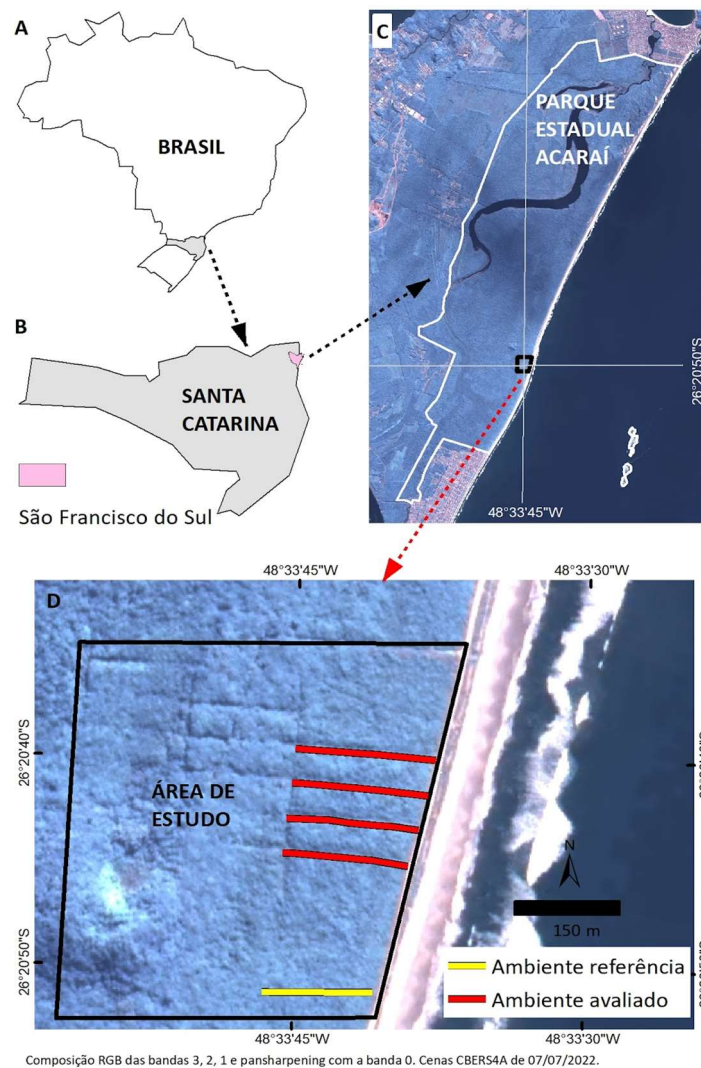 A
BRASIL
B
SANTA
CATARINA
São Francisco do Sul
C
PARQUE
ESTADUAL
ACARAÍ
26°20'50"S
48°33'45"W
48°33'45"W
48°33'30"W
D
26°20'40"S
ÁREA DE
ESTUDO
N
150 m
26°20'50"S
Ambiente referência
Ambiente avaliado
48°33'45"W
48°33'30"W
Composição RGB das bandas 3, 2, 1 e pansharpening com a banda 0. Cenas CBERS4A de 07/07/2022.